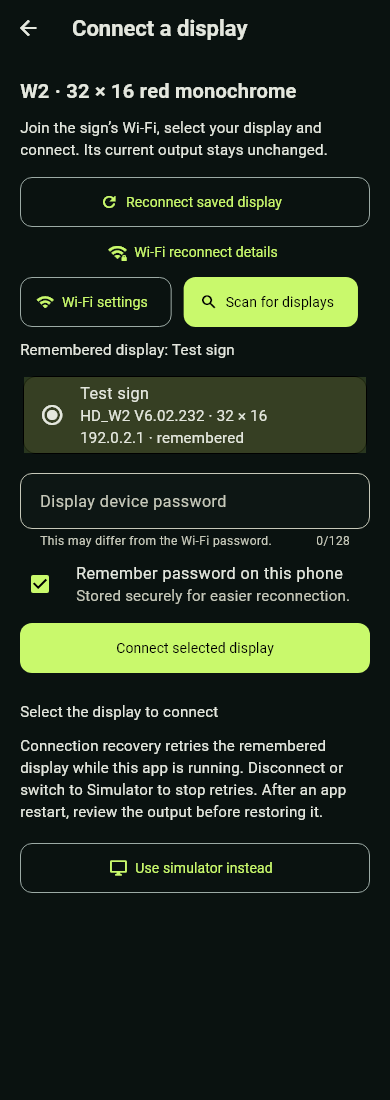 Connect a display
W2 · 32 × 16 red monochrome
Join the sign’s Wi-Fi, select your display and
connect. Its current output stays unchanged.
Reconnect saved display
Wi-Fi reconnect details
Wi-Fi settings
Scan for displays
Remembered display: Test sign
Test sign
HD_W2 V6.02.232 · 32 × 16
192.0.2.1 · remembered
Display device password
This may differ from the Wi-Fi password.
0/128
Remember password on this phone
Stored securely for easier reconnection.
Connect selected display
Select the display to connect
Connection recovery retries the remembered
display while this app is running. Disconnect or
switch to Simulator to stop retries. After an app
restart, review the output before restoring it.
Use simulator instead